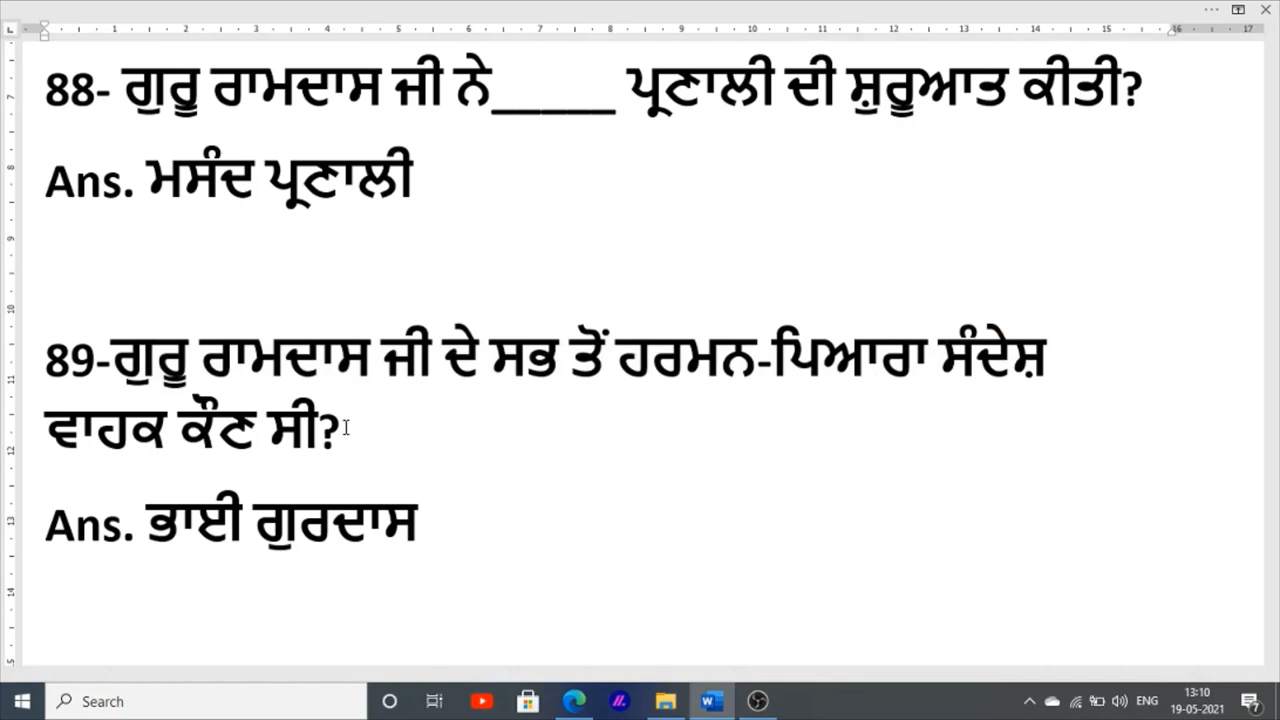 88- ਗੁਰੂ ਰਾਮਦਾਸ ਜੀ ਨੇ_____ ਪ੍ਰਣਾਲੀ ਦੀ ਸ਼ੁਰੂਆਤ ਕੀਤੀ?
Ans. ਮਸੰਦ ਪ੍ਰਣਾਲੀ
89-ਗੁਰੂ ਰਾਮਦਾਸ ਜੀ ਦੇ ਸਭ ਤੋਂ ਹਰਮਨ-ਪਿਆਰਾ ਸੰਦੇਸ਼
ਵਾਹਕ ਕੌਣ ਸੀ?
Ans. ਭਾਈ ਗੁਰਦਾਸ
Search
ENG
13:10
19-05-2021